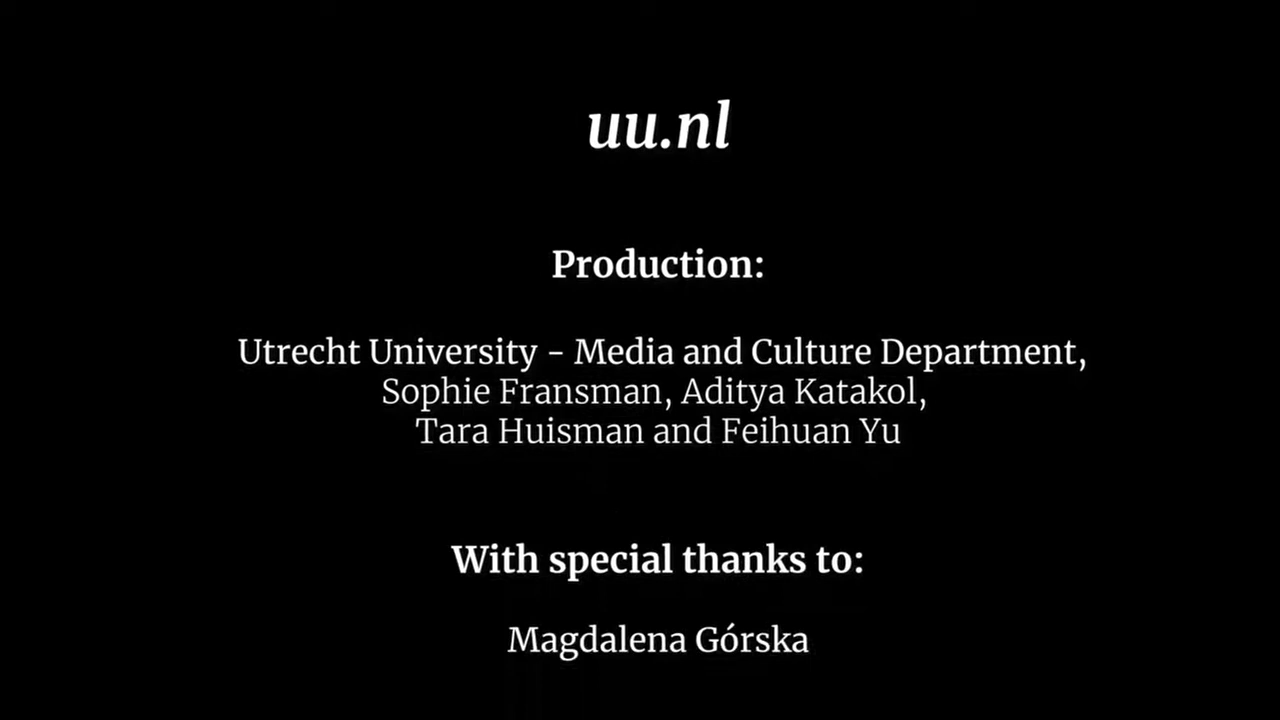 uu.nl
Production:
Utrecht University - Media and Culture Department,
Sophie Fransman, Aditya Katakol,
Tara Huisman and Feihuan Yu
With special thanks to:
Magdalena Górska